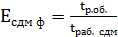 Eсдм ф = tр.об. / tраб. сдм